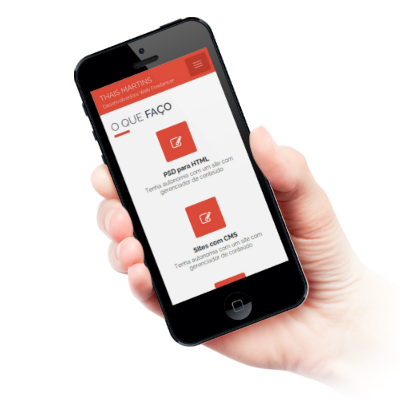 THAIS MARTINS
Desenvolvedora Web Freelancer
O QUE FAÇO
PSD para HTML
Tenha autonomia com um site com
gerenciador de conteúdo.
Sites com CMS
Tenha autonomia com um site com
gerenciador de conteúdo.